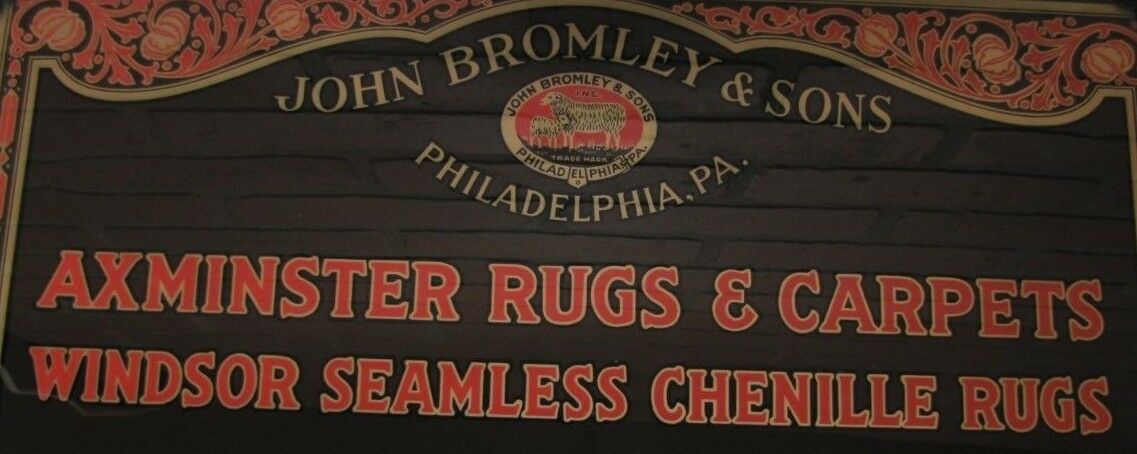 JOHN BROMLEY & SONS
JOHN BROMLEY & SONS
INC.
TRADE MARK
PHILADELPHIA, PA.
PHILADELPHIA, PA.
AXMINSTER RUGS & CARPETS
WINDSOR SEAMLESS CHENILLE RUGS